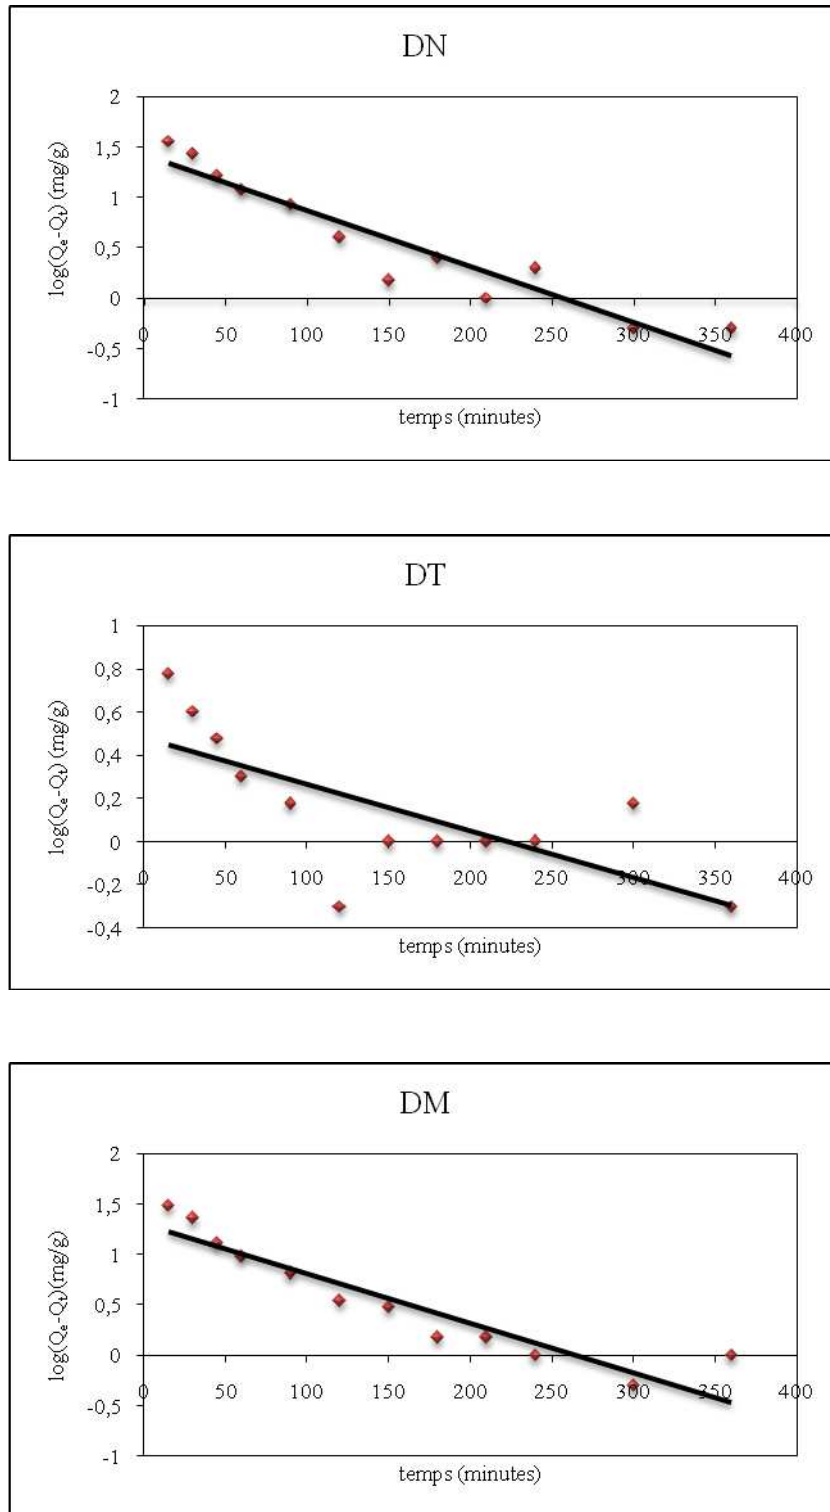 DN
2
1,5
1
0,5
0
-0,5
-1
log(Qₑ-Qₜ) (mg/g)
0 50 100 150 200 250 300 350 400
temps (minutes)
DT
1
0,8
0,6
0,4
0,2
0
-0,2
-0,4
log(Qₑ-Qₜ) (mg/g)
0 50 100 150 200 250 300 350 400
temps (minutes)
DM
2
1,5
1
0,5
0
-0,5
-1
log(Qₑ-Qₜ)(mg/g)
0 50 100 150 200 250 300 350 400
temps (minutes)